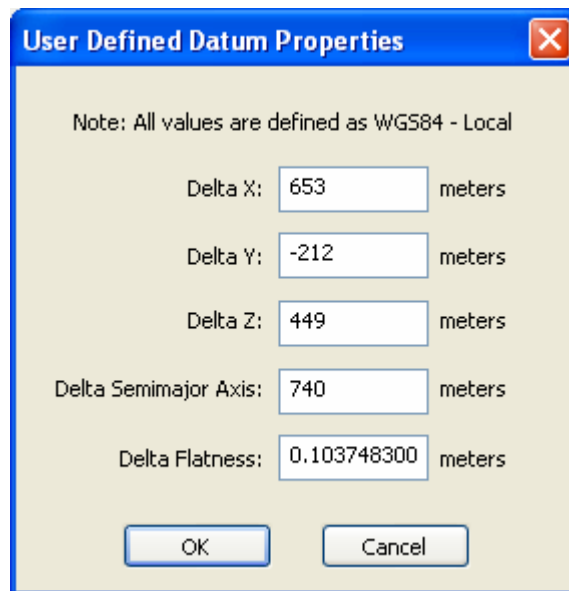 User Defined Datum Properties
Note: All values are defined as WGS84 - Local
Delta X: 653 meters
Delta Y: -212 meters
Delta Z: 449 meters
Delta Semimajor Axis: 740 meters
Delta Flatness: 0.103748300 meters
OK Cancel